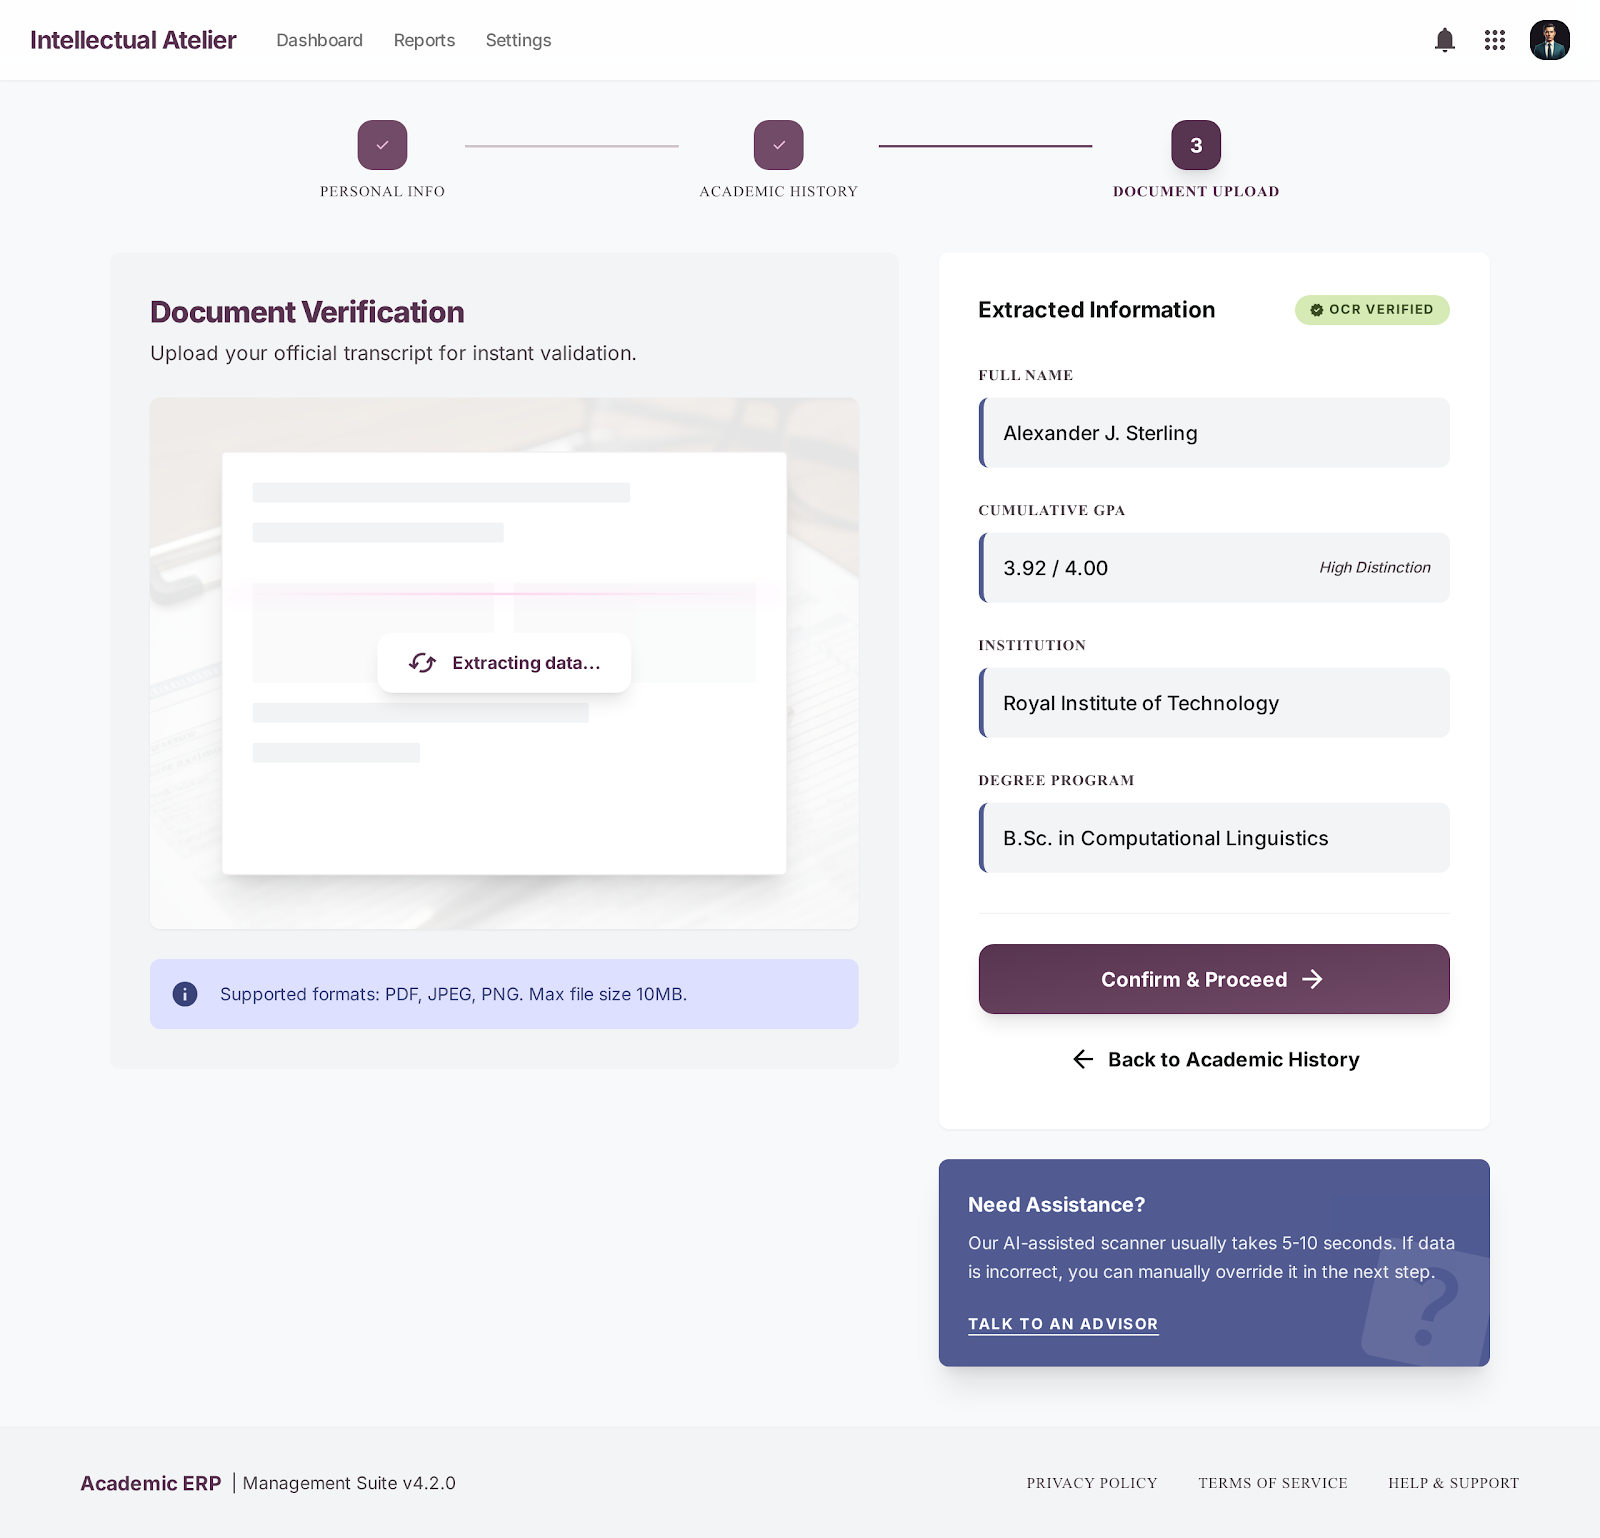 Intellectual Atelier
Dashboard
Reports
Settings
3
PERSONAL INFO
ACADEMIC HISTORY
DOCUMENT UPLOAD
Document Verification
Upload your official transcript for instant validation.
Extracting data...
Supported formats: PDF, JPEG, PNG. Max file size 10MB.
Extracted Information
OCR VERIFIED
FULL NAME
Alexander J. Sterling
CUMULATIVE GPA
3.92 / 4.00
High Distinction
INSTITUTION
Royal Institute of Technology
DEGREE PROGRAM
B.Sc. in Computational Linguistics
Confirm & Proceed
Back to Academic History
Need Assistance?
Our AI-assisted scanner usually takes 5-10 seconds. If data
is incorrect, you can manually override it in the next step.
TALK TO AN ADVISOR
Academic ERP | Management Suite v4.2.0
PRIVACY POLICY
TERMS OF SERVICE
HELP & SUPPORT